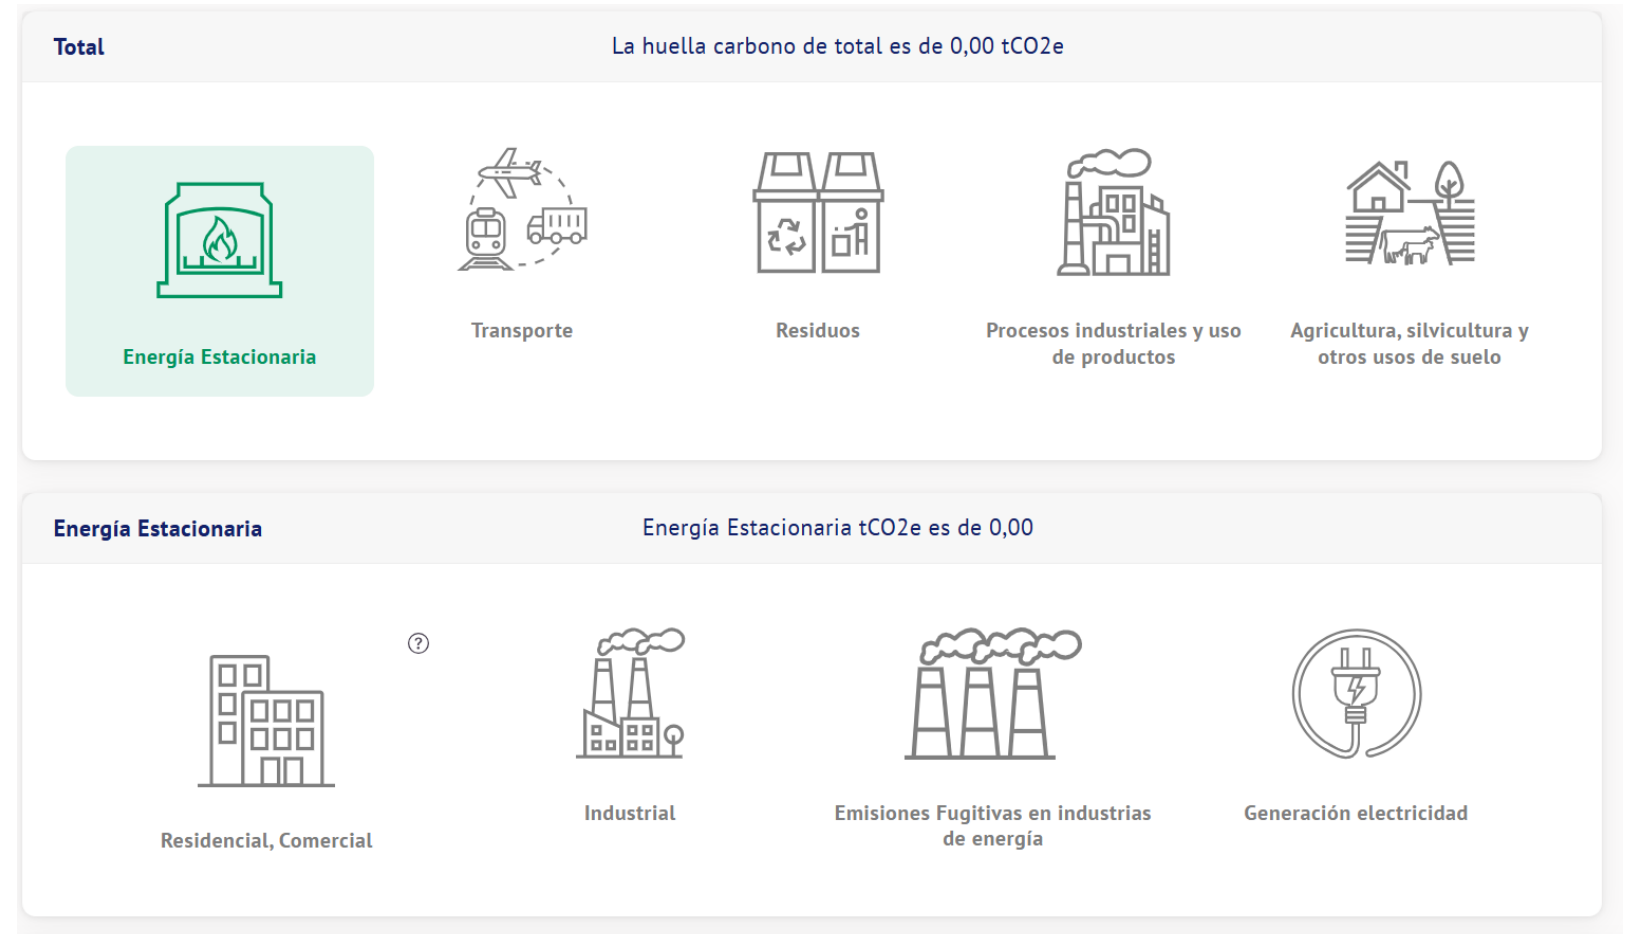 Total
La huella carbono de total es de 0,00 tCO2e
Energía Estacionaria
Transporte
Residuos
Procesos industriales y uso
de productos
Agricultura, silvicultura y
otros usos de suelo
Energía Estacionaria
Energía Estacionaria tCO2e es de 0,00
?
Residencial, Comercial
Industrial
Emisiones Fugitivas en industrias
de energía
Generación electricidad